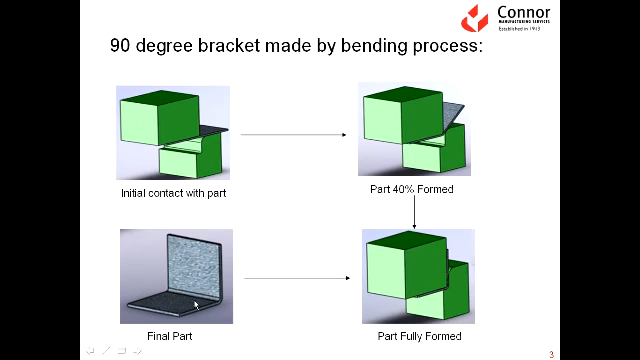 Connor
MANUFACTURING SERVICES
Established in 1913
90 degree bracket made by bending process:
Initial contact with part
Part 40% Formed
Final Part
Part Fully Formed
3